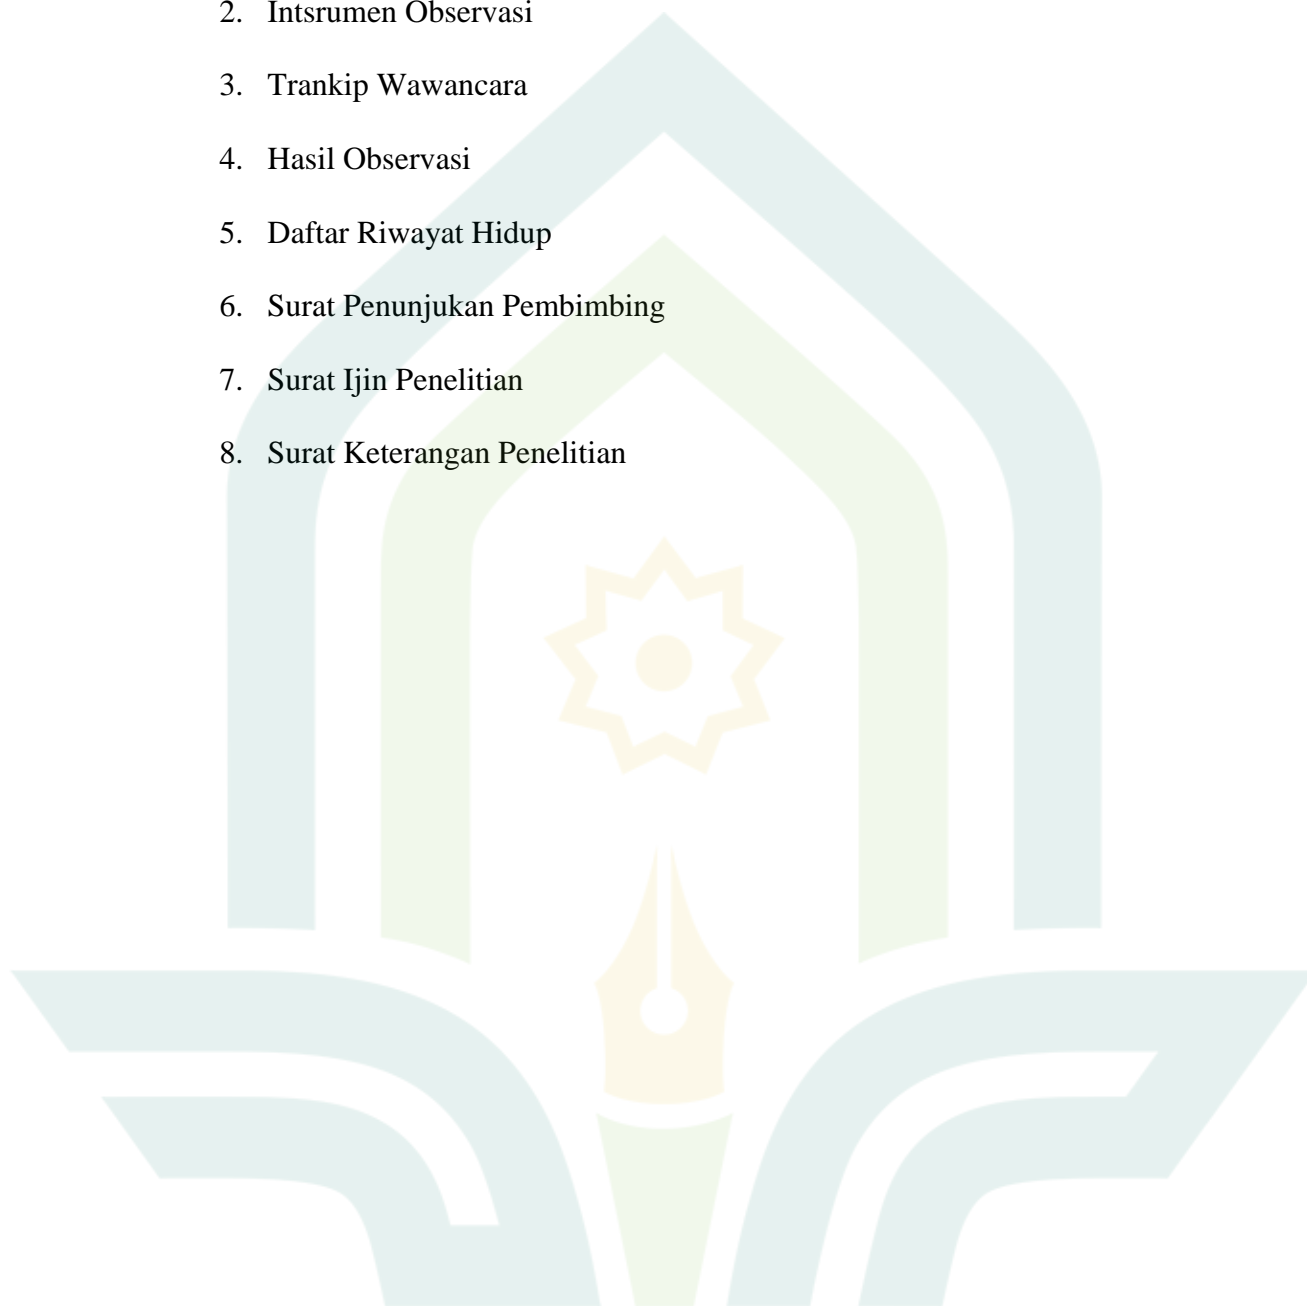 2. Intsrumen Observasi
3. Trankip Wawancara
4. Hasil Observasi
5. Daftar Riwayat Hidup
6. Surat Penunjukan Pembimbing
7. Surat Ijin Penelitian
8. Surat Keterangan Penelitian